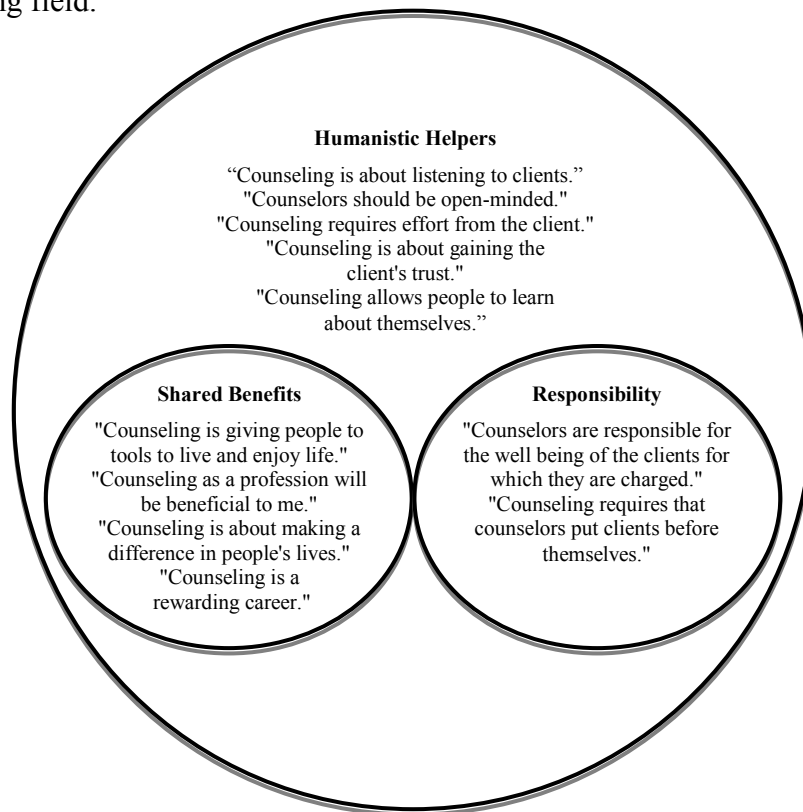 ng field.
Humanistic Helpers
“Counseling is about listening to clients.”
"Counselors should be open-minded."
"Counseling requires effort from the client."
"Counseling is about gaining the
client's trust."
"Counseling allows people to learn
about themselves.”
Shared Benefits
"Counseling is giving people to
tools to live and enjoy life."
"Counseling as a profession will
be beneficial to me."
"Counseling is about making a
difference in people's lives."
"Counseling is a
rewarding career."
Responsibility
"Counselors are responsible for
the well being of the clients for
which they are charged."
"Counseling requires that
counselors put clients before
themselves."